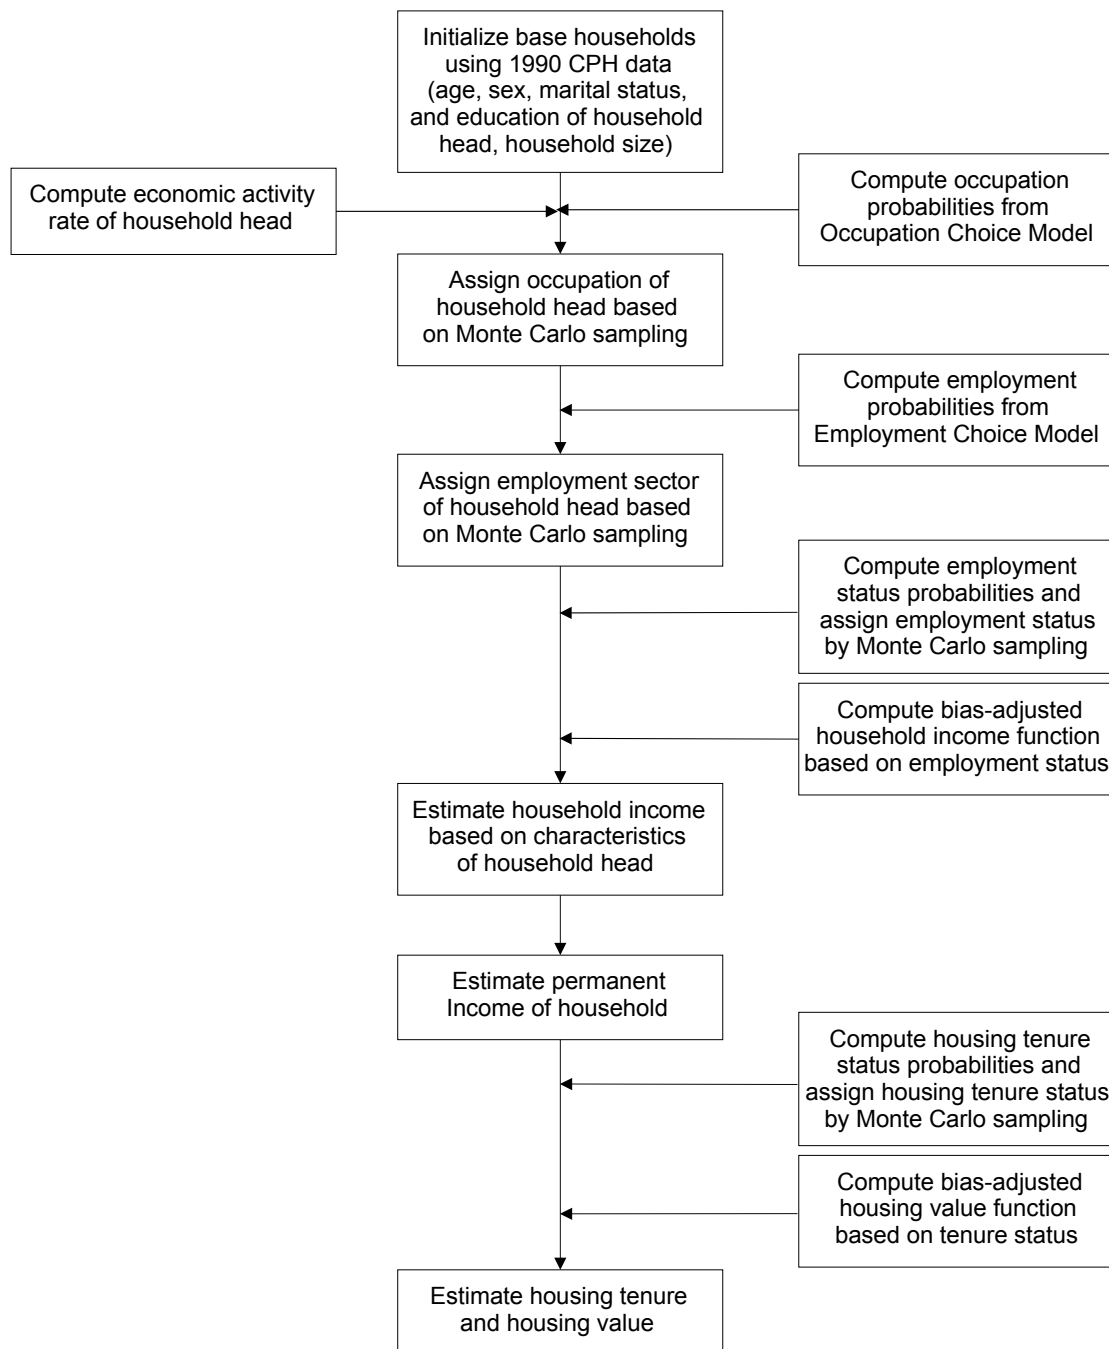 Initialize base households
using 1990 CPH data
(age, sex, marital status,
and education of household
head, household size)
Compute economic activity
rate of household head
Compute occupation
probabilities from
Occupation Choice Model
Assign occupation of
household head based
on Monte Carlo sampling
Compute employment
probabilities from
Employment Choice Model
Assign employment sector
of household head based
on Monte Carlo sampling
Compute employment
status probabilities and
assign employment status
by Monte Carlo sampling
Compute bias-adjusted
household income function
based on employment status
Estimate household income
based on characteristics
of household head
Estimate permanent
Income of household
Compute housing tenure
status probabilities and
assign housing tenure status
by Monte Carlo sampling
Compute bias-adjusted
housing value function
based on tenure status
Estimate housing tenure
and housing value